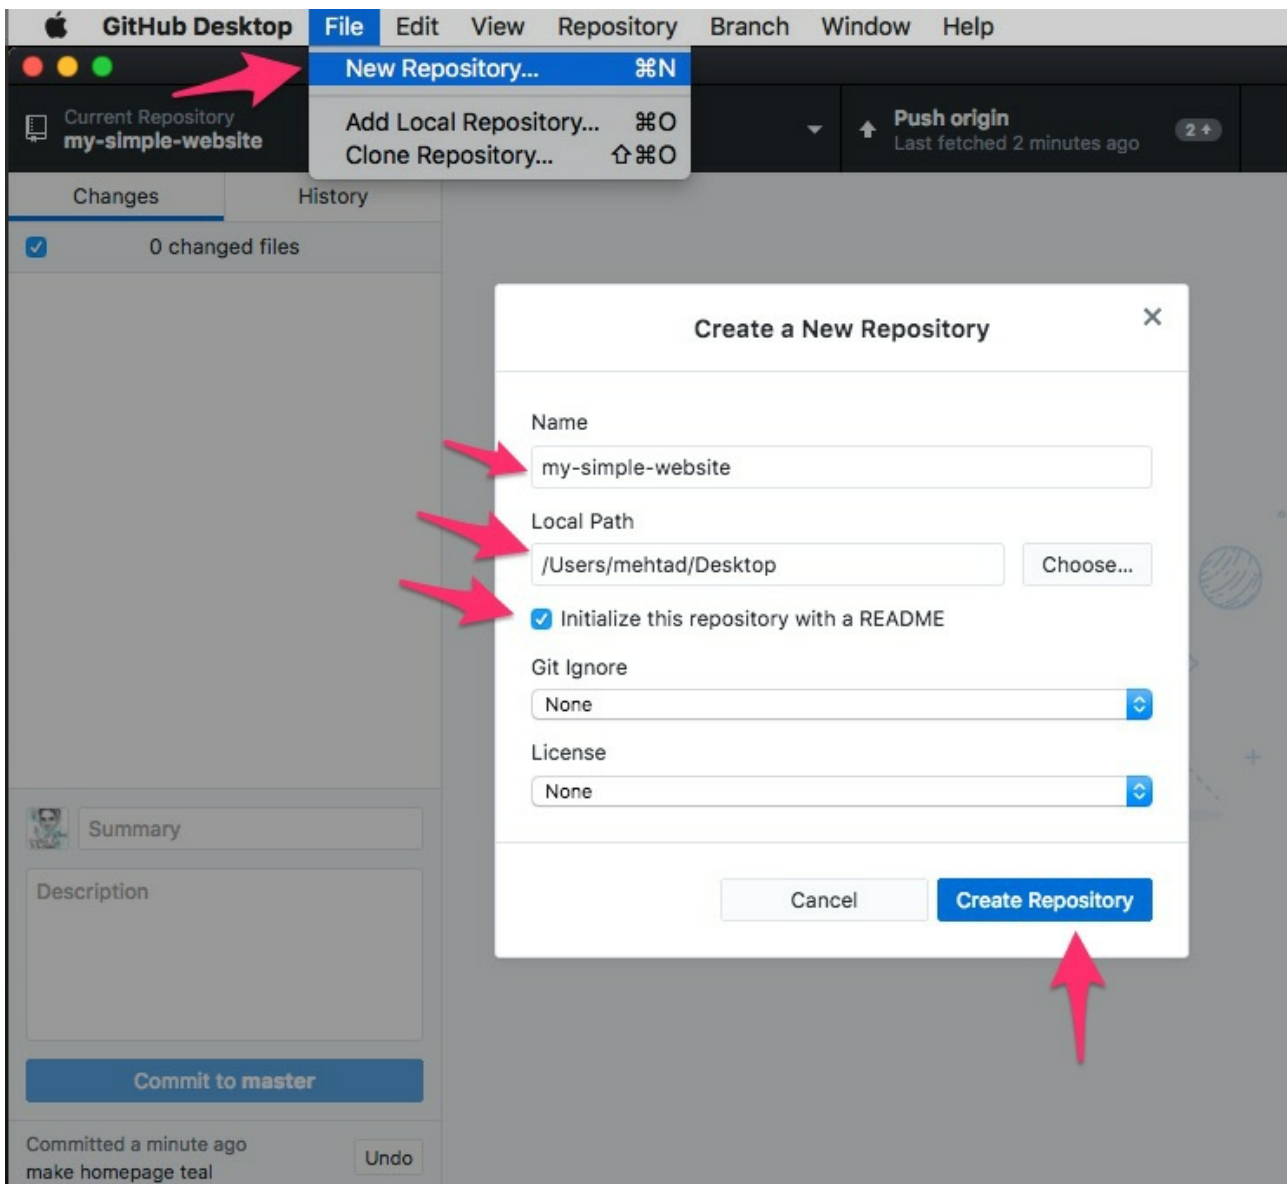 GitHub Desktop File Edit View Repository Branch Window Help
New Repository... ⌘N
Add Local Repository... ⌘O
Clone Repository... ⇧⌘O
Current Repository
my-simple-website
Push origin
Last fetched 2 minutes ago
2
Changes History
0 changed files
Create a New Repository
Name
my-simple-website
Local Path
/Users/mehtad/Desktop
Choose...
Initialize this repository with a README
Git Ignore
None
License
None
Cancel Create Repository
Summary
Description
Commit to master
Committed a minute ago
make homepage teal
Undo